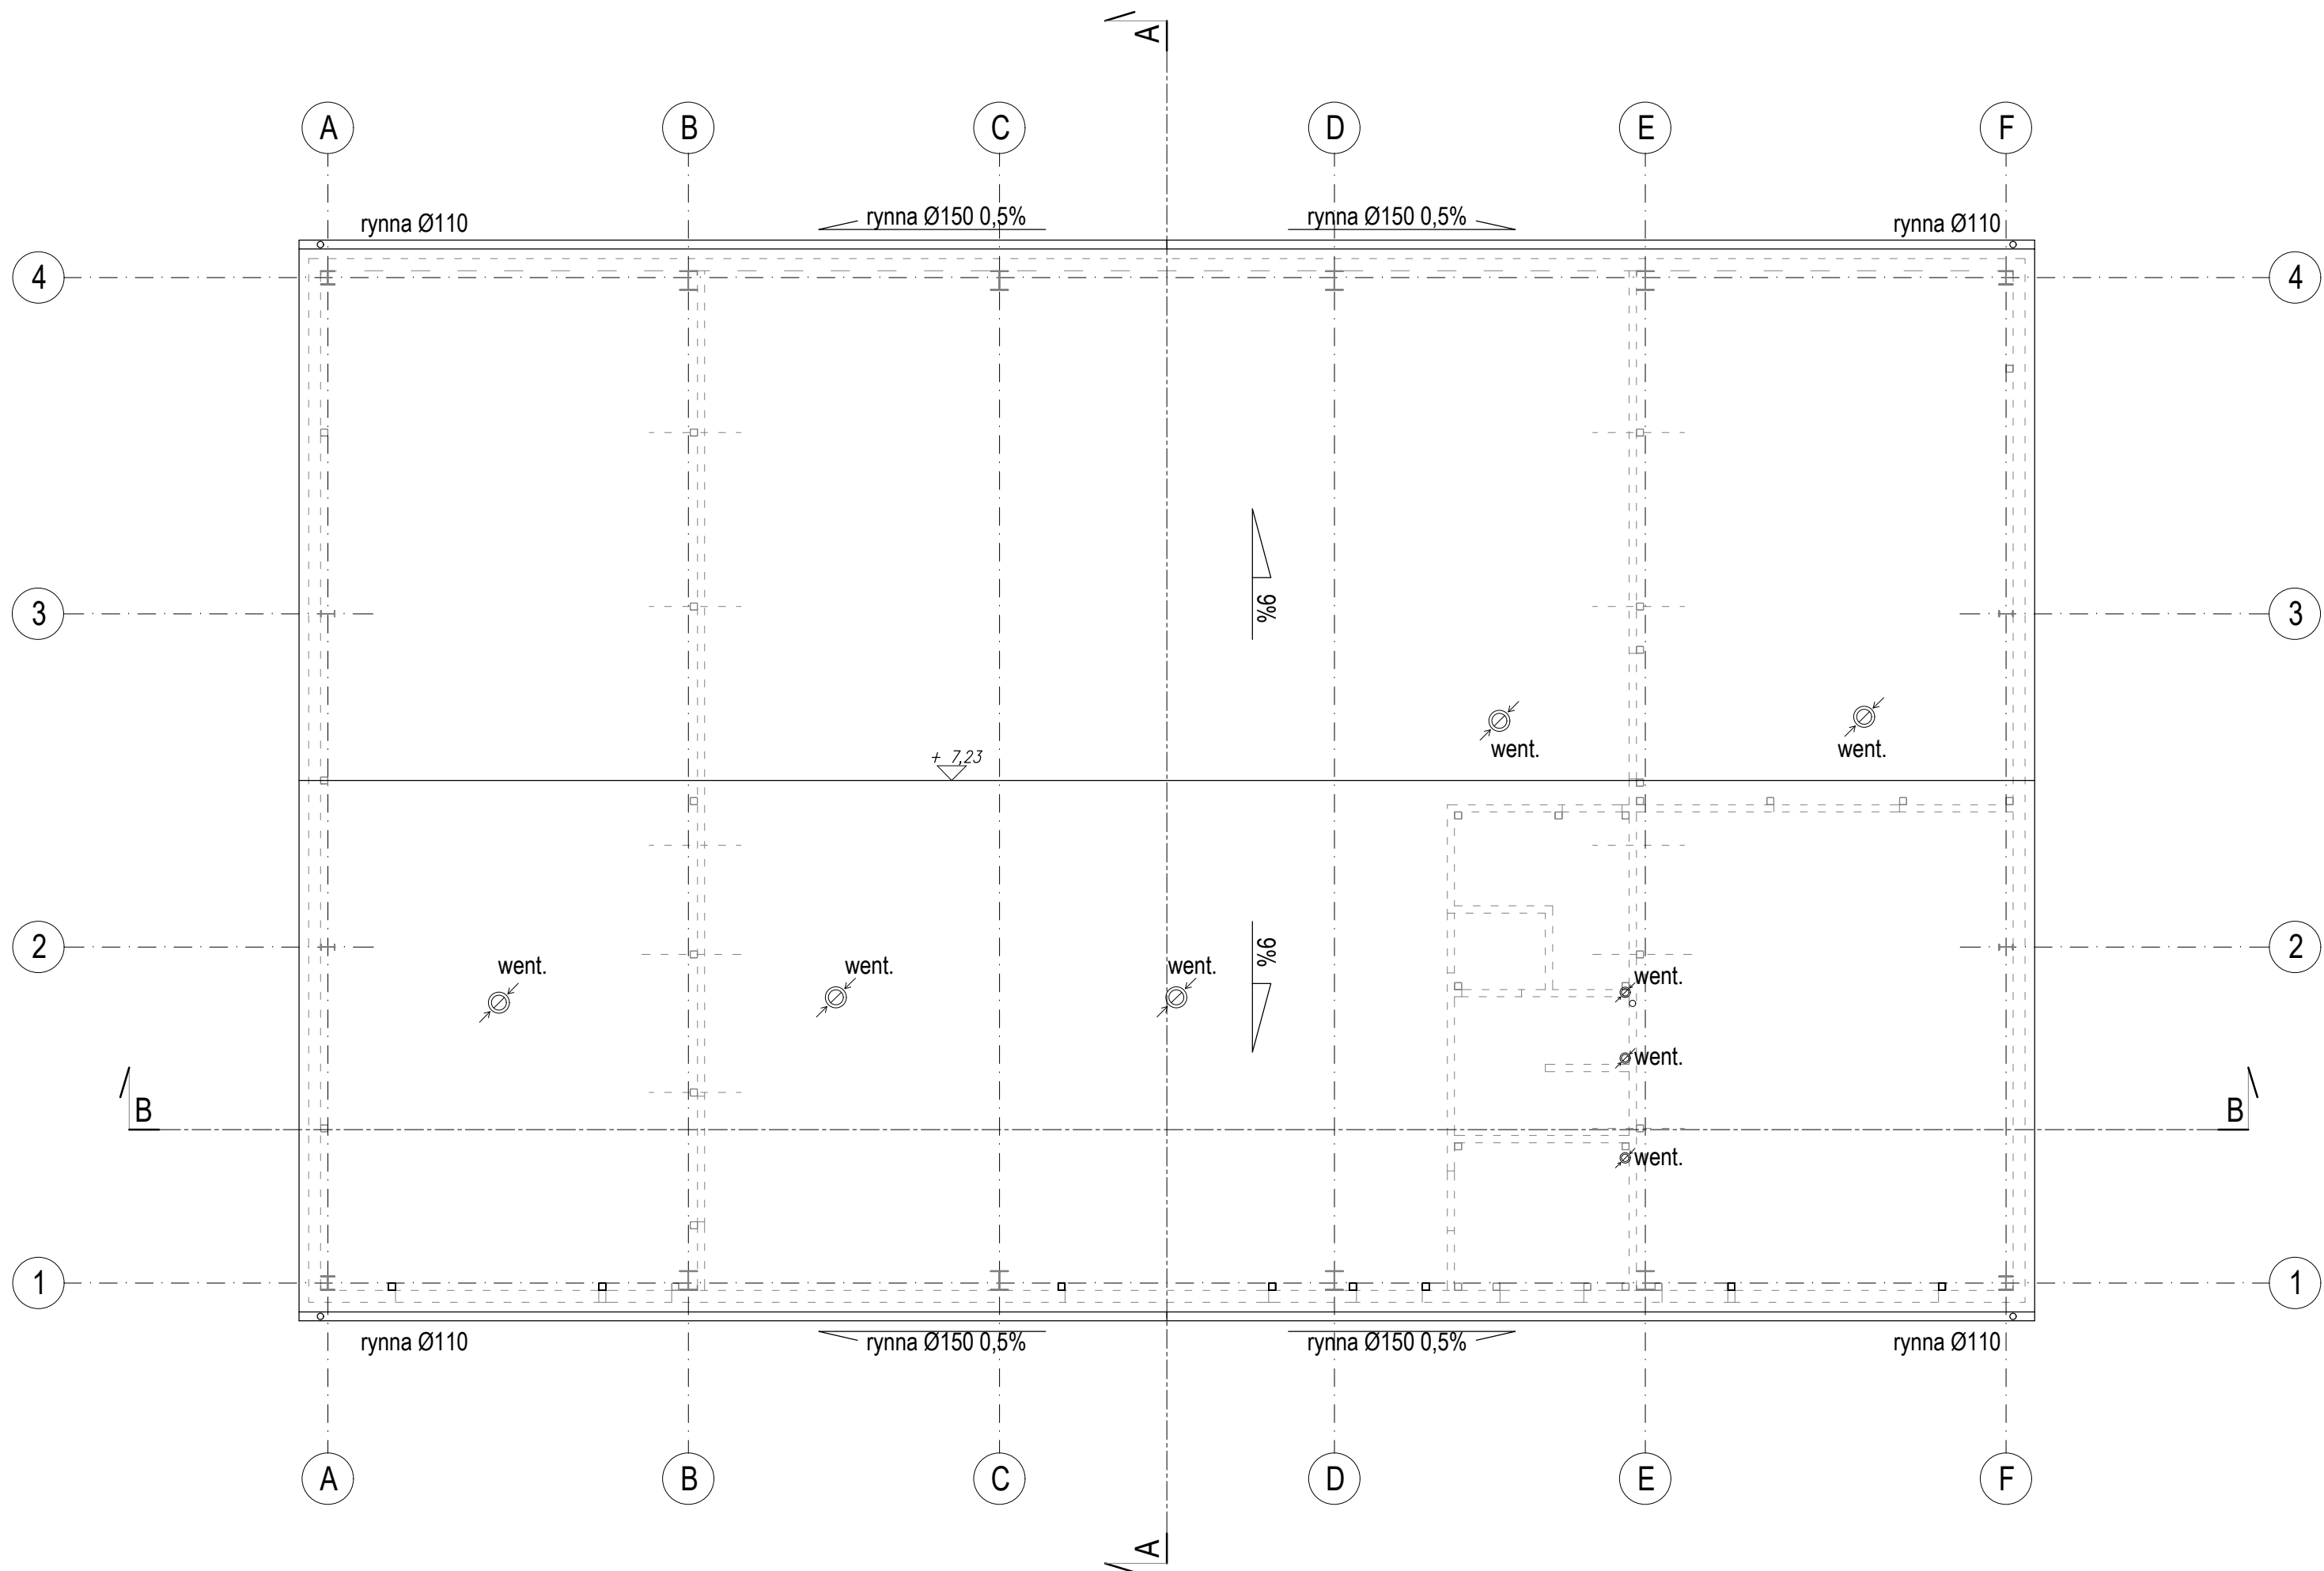 A
A B C D E F
rynna Ø110 rynna Ø150 0,5% rynna Ø150 0,5% rynna Ø110
4 4
9%
3 3
went. went.
+ 7,23
9%
2 2
went. went. went. went.
went.
B B
went.
1 1
rynna Ø110 rynna Ø150 0,5% rynna Ø150 0,5% rynna Ø110
A B C D E F
A